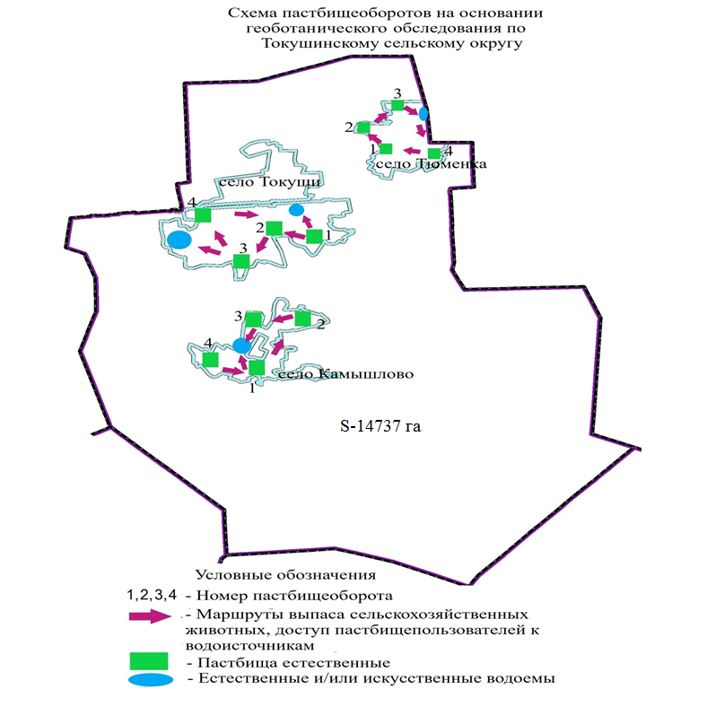 Схема пастбищеоборотов на основании
геоботанического обследования по
Токушинскому сельскому округу
3
2
1
4
село Тюменка
село Токуши
4
2
1
3
3
2
4
село Камышлово
1
S-14737 га
Условные обозначения
1,2,3,4 - Номер пастбищеоборота
- Маршруты выпаса сельскохозяйственных
животных, доступ пастбищепользователей к
водоисточникам
- Пастбища естественные
- Естественные и/или искусственные водоемы